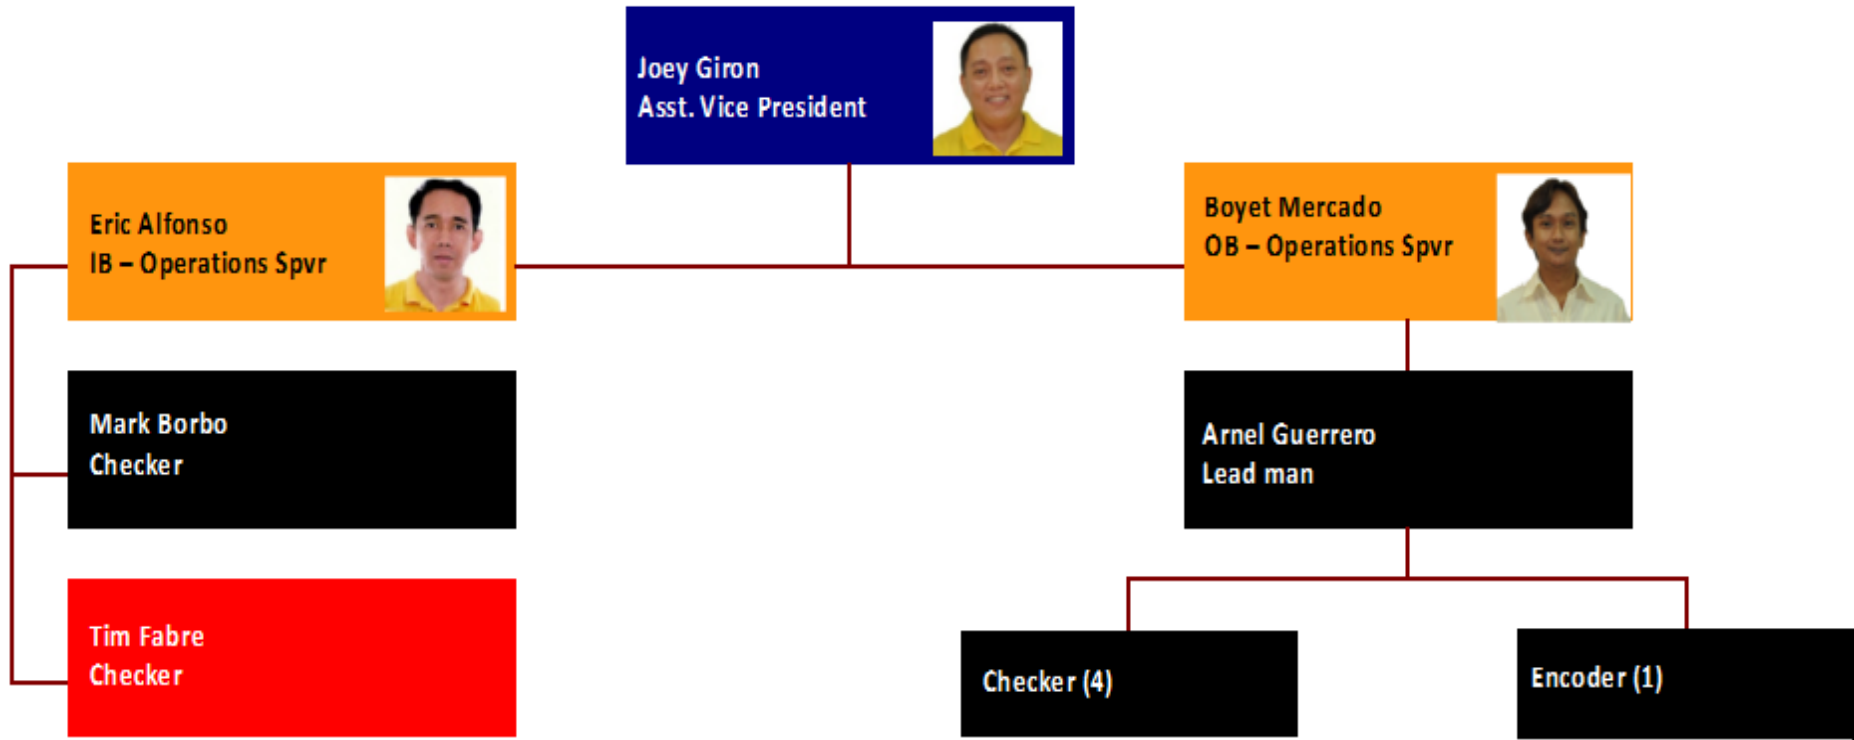 Joey Giron
Asst. Vice President
Eric Alfonso
IB – Operations Spvr
Boyet Mercado
OB – Operations Spvr
Mark Borbo
Checker
Arnel Guerrero
Lead man
Tim Fabre
Checker
Checker (4)
Encoder (1)